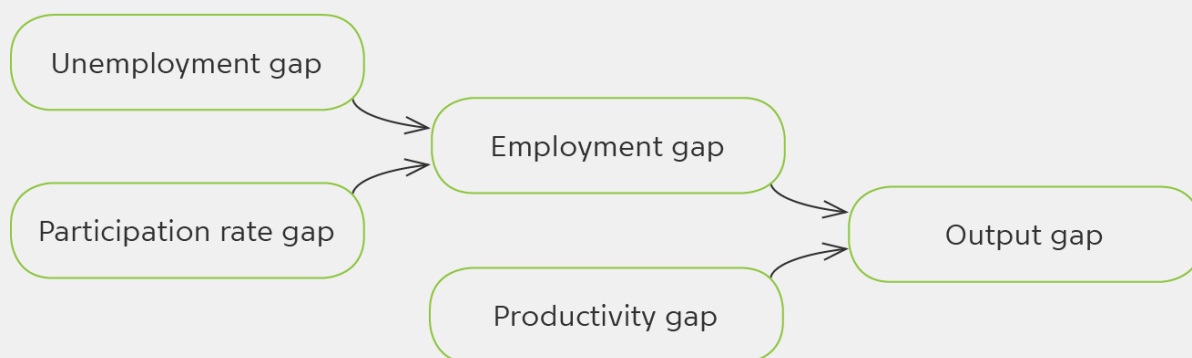 Unemployment gap
Participation rate gap
Employment gap
Productivity gap
Output gap